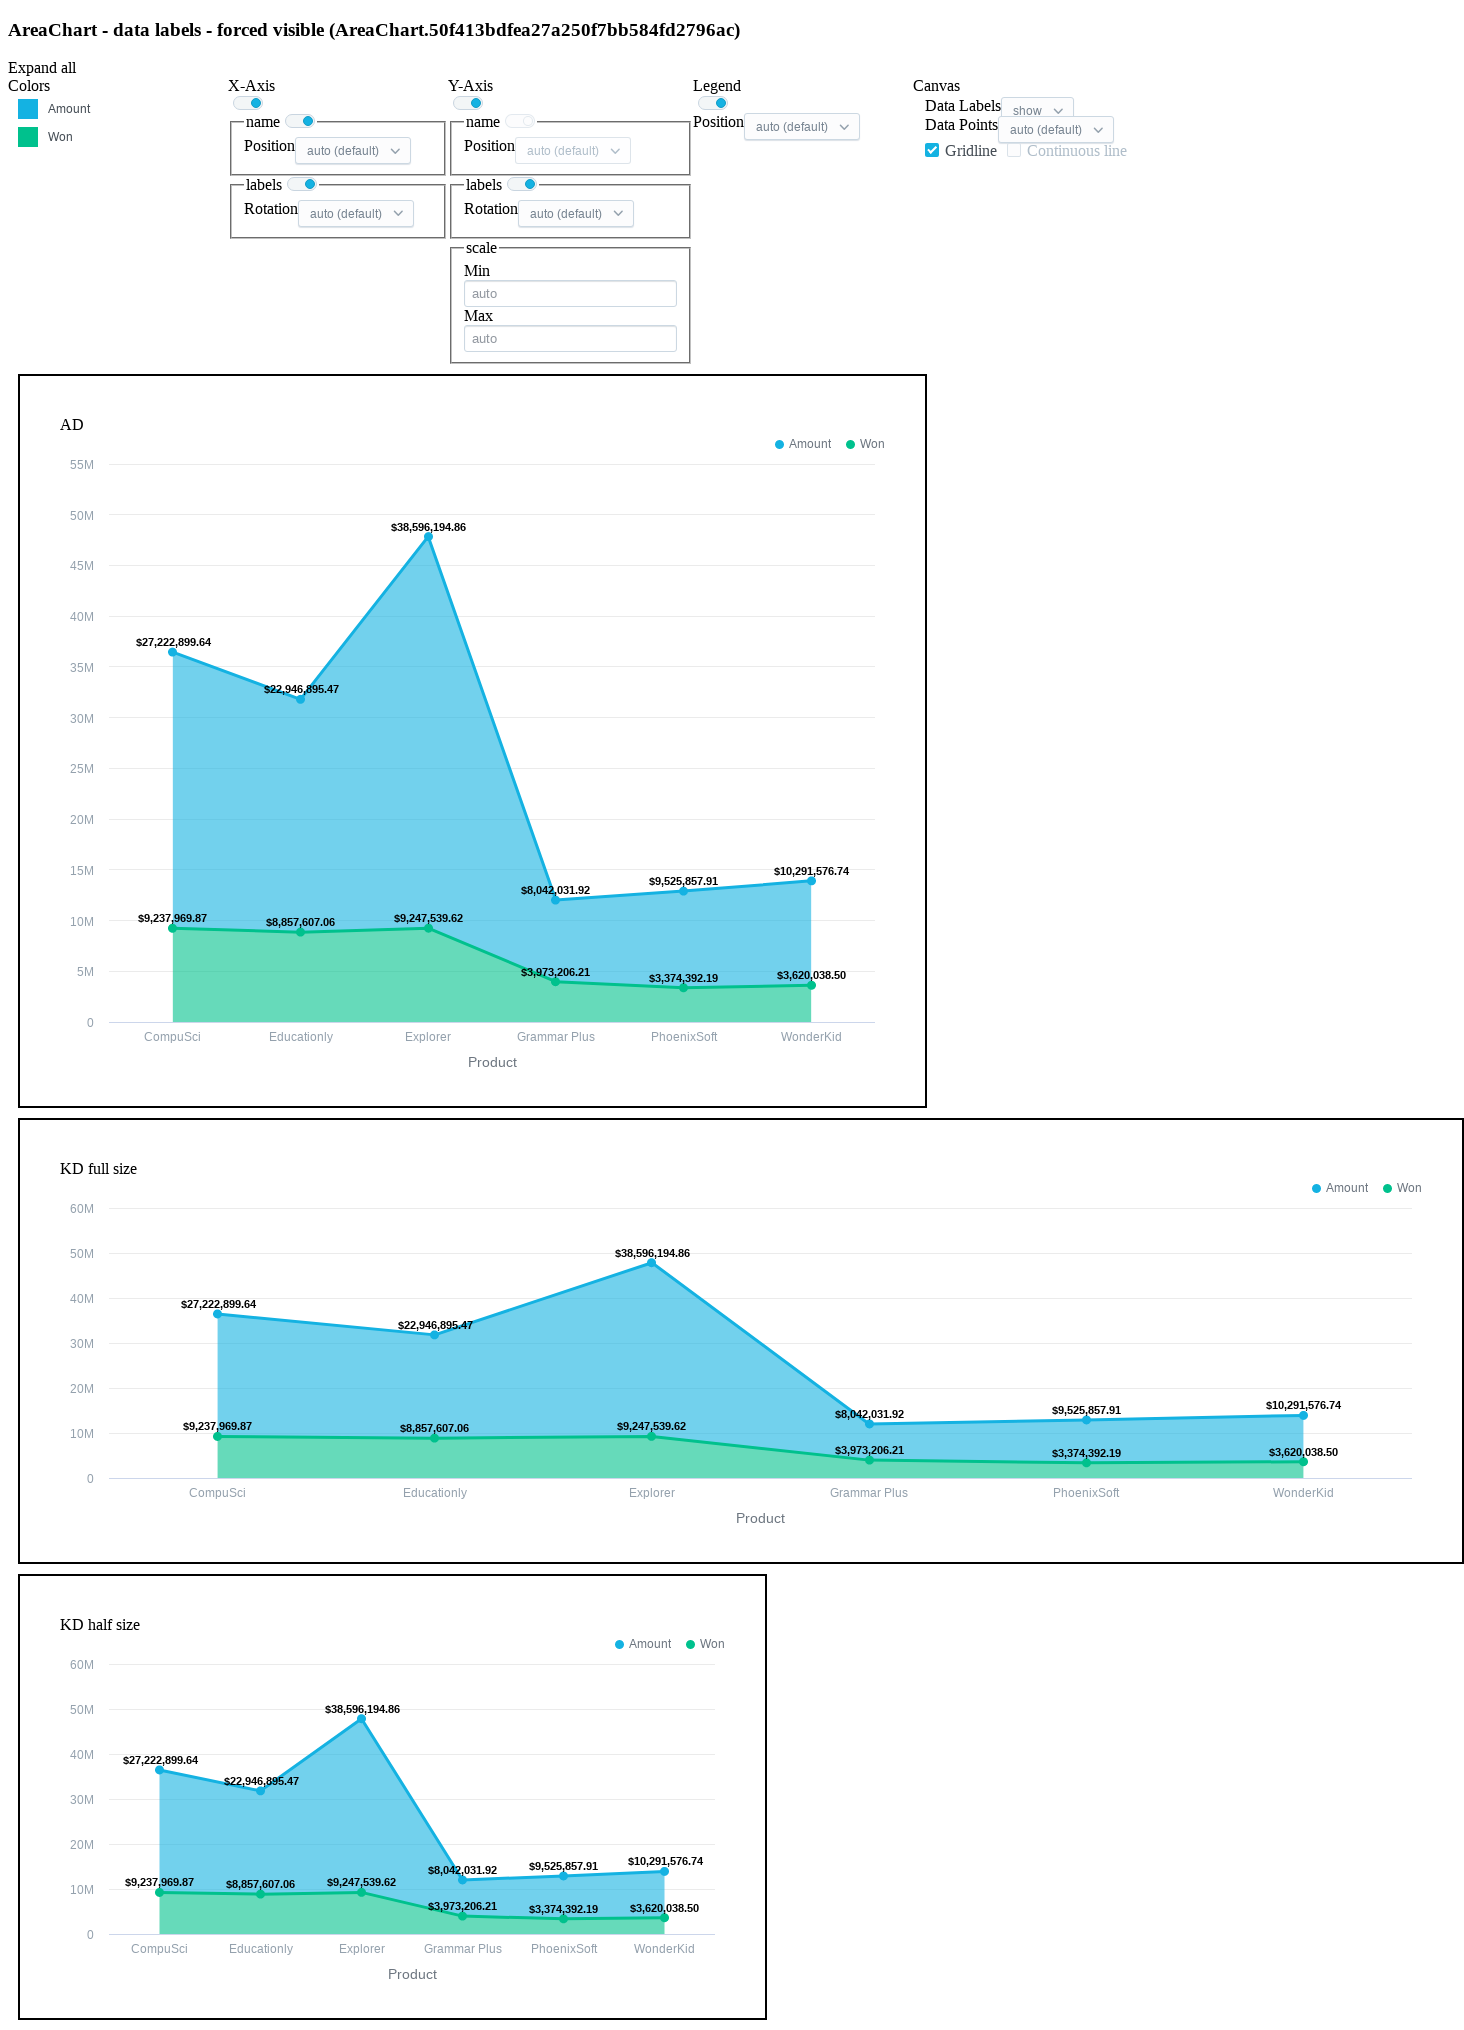 AreaChart - data labels - forced visible (AreaChart.50f413bdfea27a250f7bb584fd2796ac)
Expand all
Colors
Amount
Won
X-Axis
name
Position auto (default)
labels
Rotation auto (default)
Y-Axis
name
Position auto (default)
labels
Rotation auto (default)
scale
Min
auto
Max
auto
Legend
Position auto (default)
Canvas
Data Labels show
Data Points auto (default)
Gridline Continuous line
AD
Amount Won
55M
50M
$38,596,194.86
45M
40M
$27,222,899.64
35M
$22,946,895.47
30M
25M
20M
15M
$8,042,031.92 $9,525,857.91 $10,291,576.74
10M
$9,237,969.87 $8,857,607.06 $9,247,539.62
5M
$3,973,206.21 $3,374,392.19 $3,620,038.50
0
CompuSci Educationly Explorer Grammar Plus PhoenixSoft WonderKid
Product
KD full size
Amount Won
60M
50M
$38,596,194.86
40M
$27,222,899.64
$22,946,895.47
30M
20M
$8,042,031.92 $9,525,857.91 $10,291,576.74
10M
$9,237,969.87 $8,857,607.06 $9,247,539.62
$3,973,206.21 $3,374,392.19 $3,620,038.50
0
CompuSci Educationly Explorer Grammar Plus PhoenixSoft WonderKid
Product
KD half size
Amount Won
60M
50M
$38,596,194.86
40M
$27,222,899.64
$22,946,895.47
30M
20M
$8,042,031.92 $9,525,857.91 $10,291,576.74
10M
$9,237,969.87 $8,857,607.06 $9,247,539.62
$3,973,206.21 $3,374,392.19 $3,620,038.50
0
CompuSci Educationly Explorer Grammar Plus PhoenixSoft WonderKid
Product